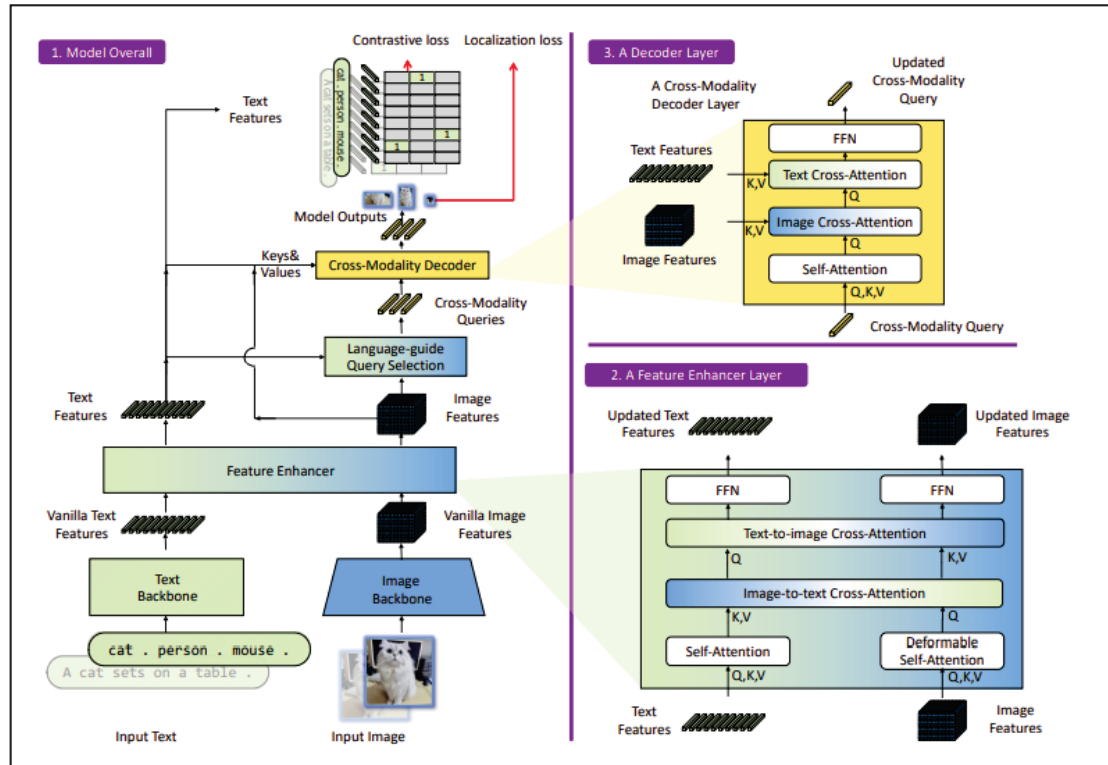 1. Model Overall
Contrastive loss
Localization loss
cat . person . mouse .
A cat sets on a table .
1
1
1
1
Text
Features
Model Outputs
Keys&
Values
Cross-Modality Decoder
Cross-Modality
Queries
Language-guide
Query Selection
Text
Features
Image
Features
Feature Enhancer
Vanilla Text
Features
Vanilla Image
Features
Text
Backbone
Image
Backbone
cat . person . mouse .
A cat sets on a table .
Input Text
Input Image
3. A Decoder Layer
A Cross-Modality
Decoder Layer
Updated
Cross-Modality
Query
FFN
Text Features
K,V
Text Cross-Attention
Q
K,V
Image Cross-Attention
Image Features
Q
Self-Attention
Q,K,V
Cross-Modality Query
2. A Feature Enhancer Layer
Updated Text
Features
Updated Image
Features
FFN
FFN
Text-to-image Cross-Attention
Q
K,V
Image-to-text Cross-Attention
K,V
Q
Self-Attention
Deformable
Self-Attention
Q,K,V
Q,K,V
Text
Features
Image
Features